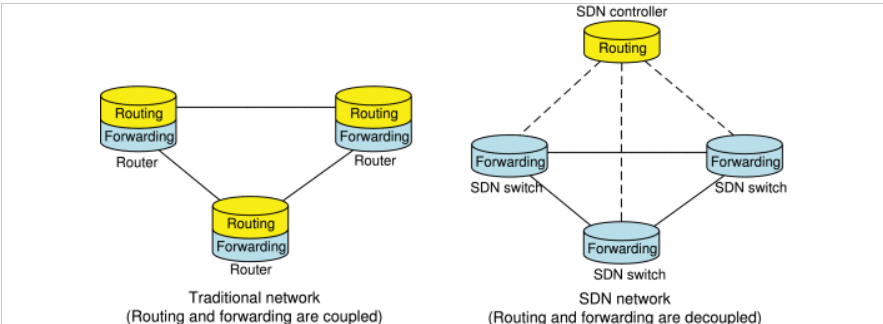 Routing
Forwarding
Router
Routing
Forwarding
Router
Routing
Forwarding
Router
Traditional network
(Routing and forwarding are coupled)
SDN controller
Routing
Forwarding
SDN switch
Forwarding
SDN switch
Forwarding
SDN switch
SDN network
(Routing and forwarding are decoupled)